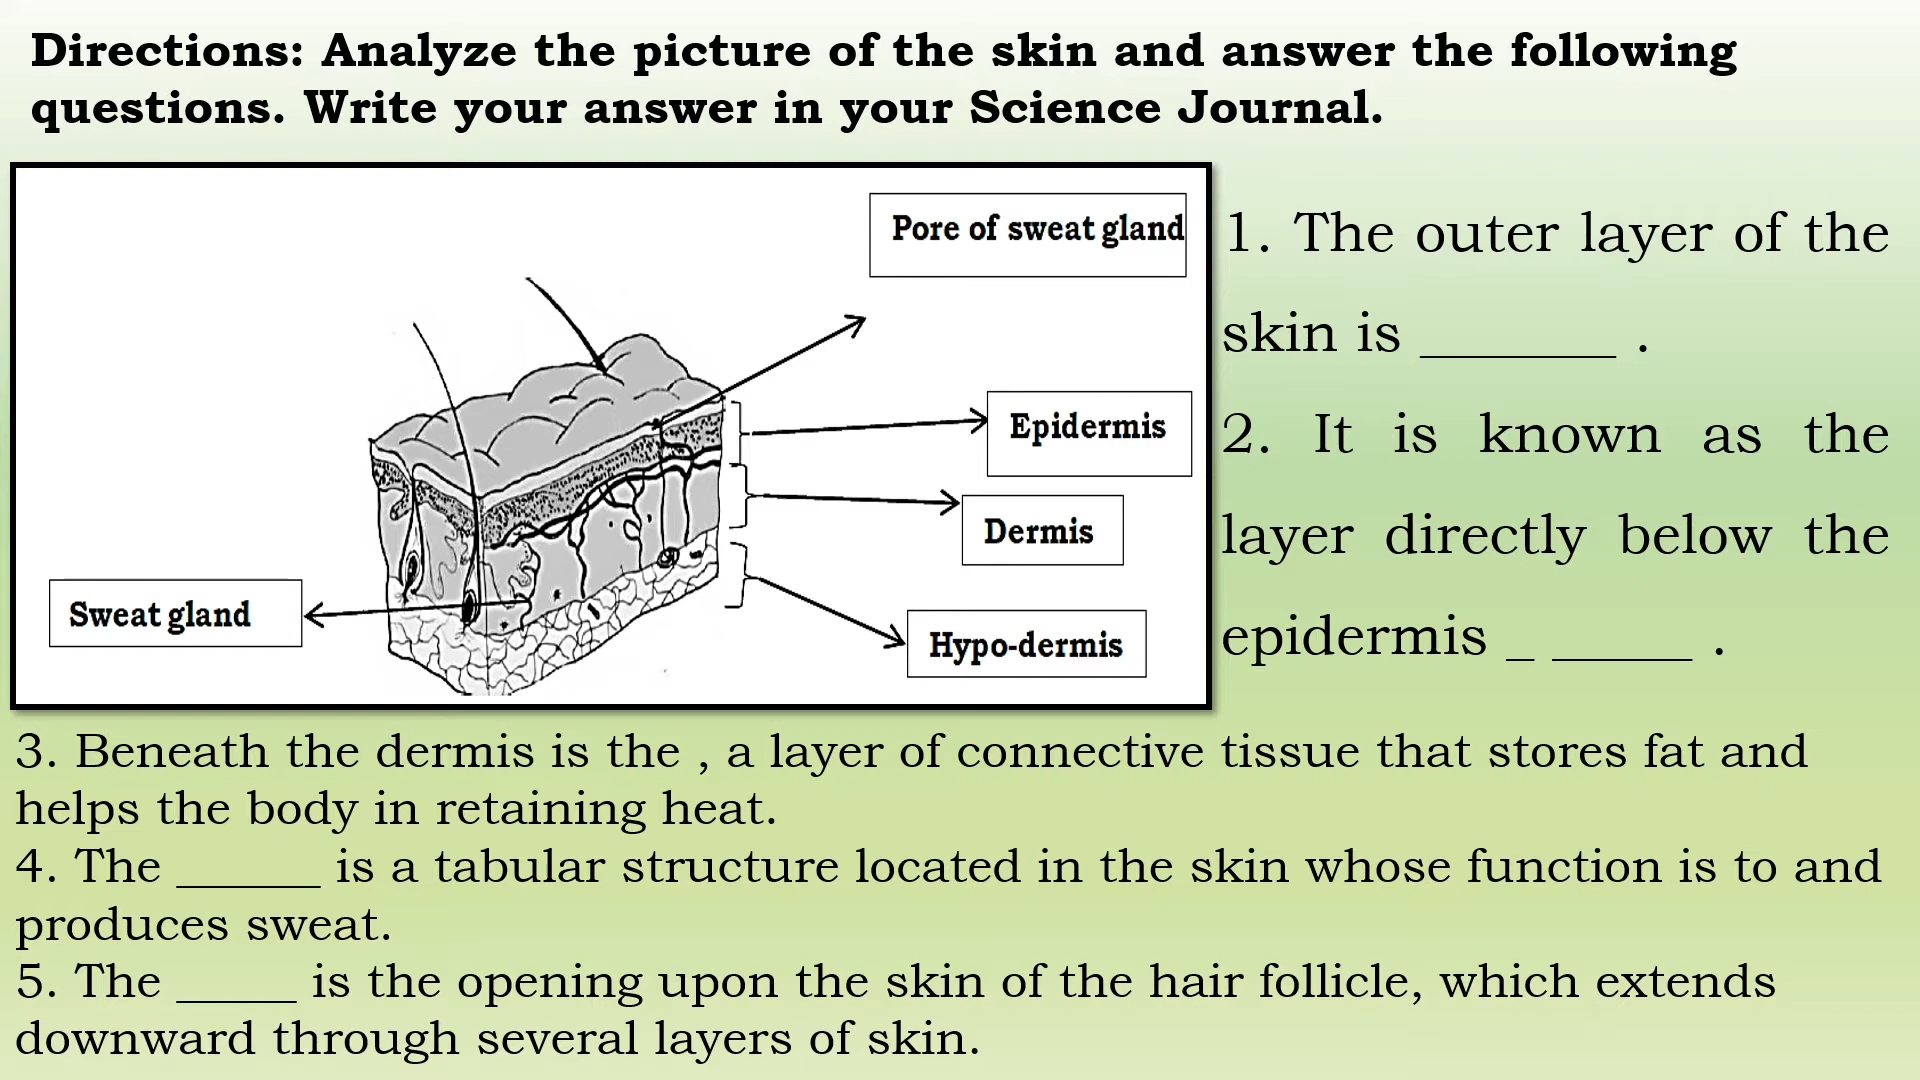 Directions: Analyze the picture of the skin and answer the following
questions. Write your answer in your Science Journal.
Pore of sweat gland
Epidermis
Dermis
Sweat gland
Hypo-dermis
1. The outer layer of the
skin is _______ .
2. It is known as the
layer directly below the
epidermis _ _____ .
3. Beneath the dermis is the , a layer of connective tissue that stores fat and
helps the body in retaining heat.
4. The ______ is a tabular structure located in the skin whose function is to and
produces sweat.
5. The _____ is the opening upon the skin of the hair follicle, which extends
downward through several layers of skin.